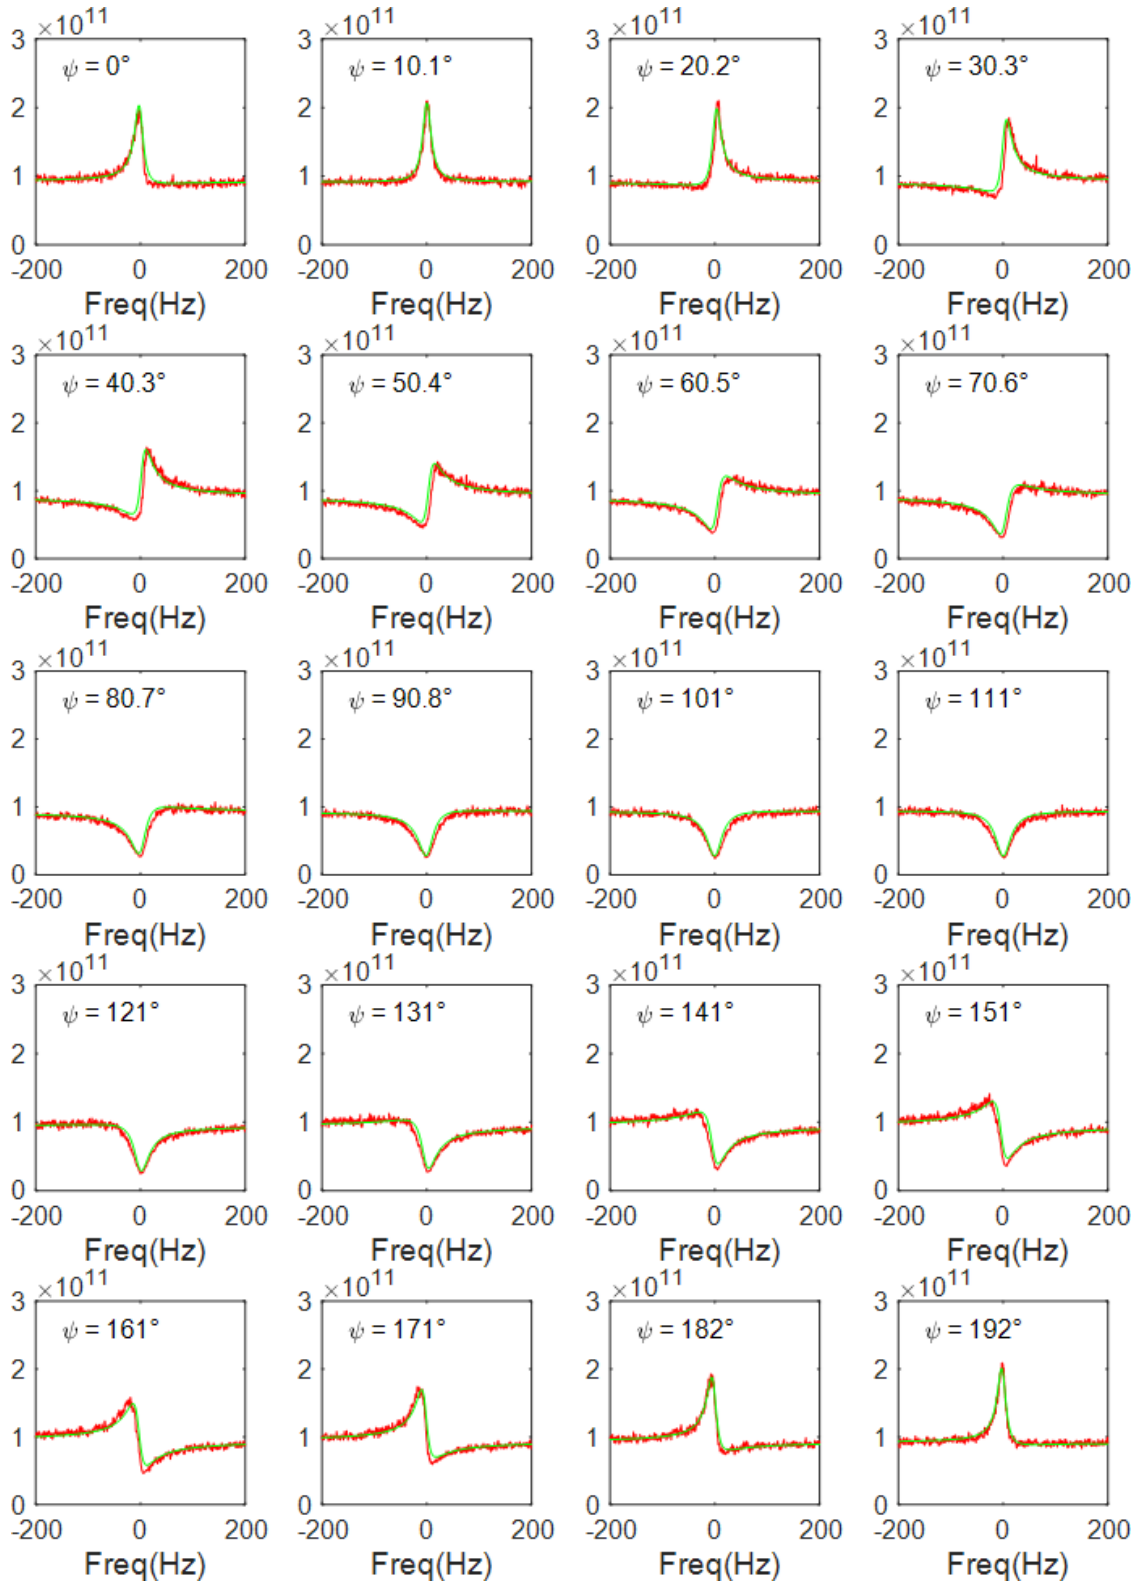 ×10¹¹ ×10¹¹ ×10¹¹ ×10¹¹
3 3 3 3
ψ = 0° ψ = 10.1° ψ = 20.2° ψ = 30.3°
2 2 2 2
1 1 1 1
0 0 0 0
-200 0 200 -200 0 200 -200 0 200 -200 0 200
Freq(Hz) Freq(Hz) Freq(Hz) Freq(Hz)
×10¹¹ ×10¹¹ ×10¹¹ ×10¹¹
3 3 3 3
ψ = 40.3° ψ = 50.4° ψ = 60.5° ψ = 70.6°
2 2 2 2
1 1 1 1
0 0 0 0
-200 0 200 -200 0 200 -200 0 200 -200 0 200
Freq(Hz) Freq(Hz) Freq(Hz) Freq(Hz)
×10¹¹ ×10¹¹ ×10¹¹ ×10¹¹
3 3 3 3
ψ = 80.7° ψ = 90.8° ψ = 101° ψ = 111°
2 2 2 2
1 1 1 1
0 0 0 0
-200 0 200 -200 0 200 -200 0 200 -200 0 200
Freq(Hz) Freq(Hz) Freq(Hz) Freq(Hz)
×10¹¹ ×10¹¹ ×10¹¹ ×10¹¹
3 3 3 3
ψ = 121° ψ = 131° ψ = 141° ψ = 151°
2 2 2 2
1 1 1 1
0 0 0 0
-200 0 200 -200 0 200 -200 0 200 -200 0 200
Freq(Hz) Freq(Hz) Freq(Hz) Freq(Hz)
×10¹¹ ×10¹¹ ×10¹¹ ×10¹¹
3 3 3 3
ψ = 161° ψ = 171° ψ = 182° ψ = 192°
2 2 2 2
1 1 1 1
0 0 0 0
-200 0 200 -200 0 200 -200 0 200 -200 0 200
Freq(Hz) Freq(Hz) Freq(Hz) Freq(Hz)